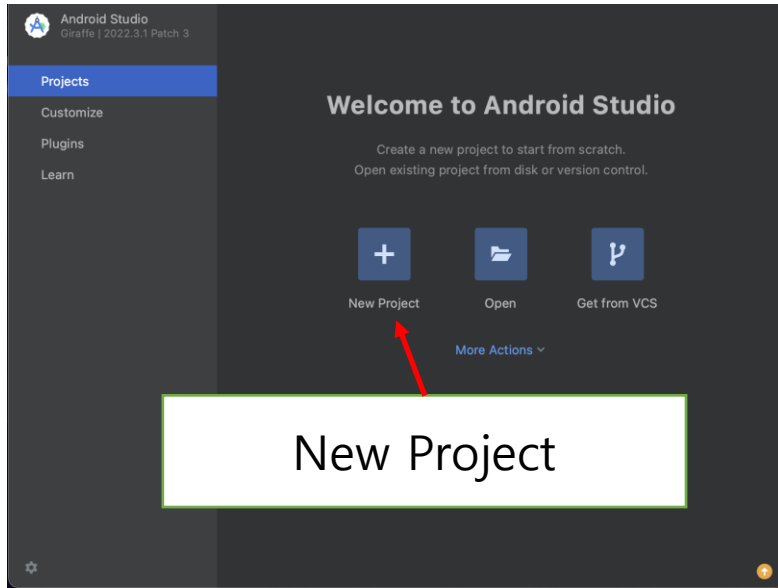 Android Studio
Giraffe | 2022.3.1 Patch 3
Projects
Customize
Plugins
Learn
Welcome to Android Studio
Create a new project to start from scratch.
Open existing project from disk or version control.
New Project
Open
Get from VCS
More Actions
New Project